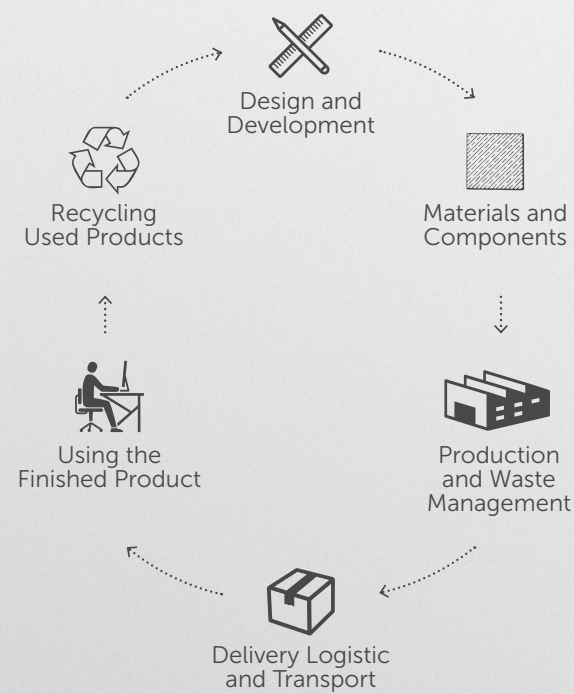 Design and
Development
Materials and
Components
Production
and Waste
Management
Delivery Logistic
and Transport
Using the
Finished Product
Recycling
Used Products